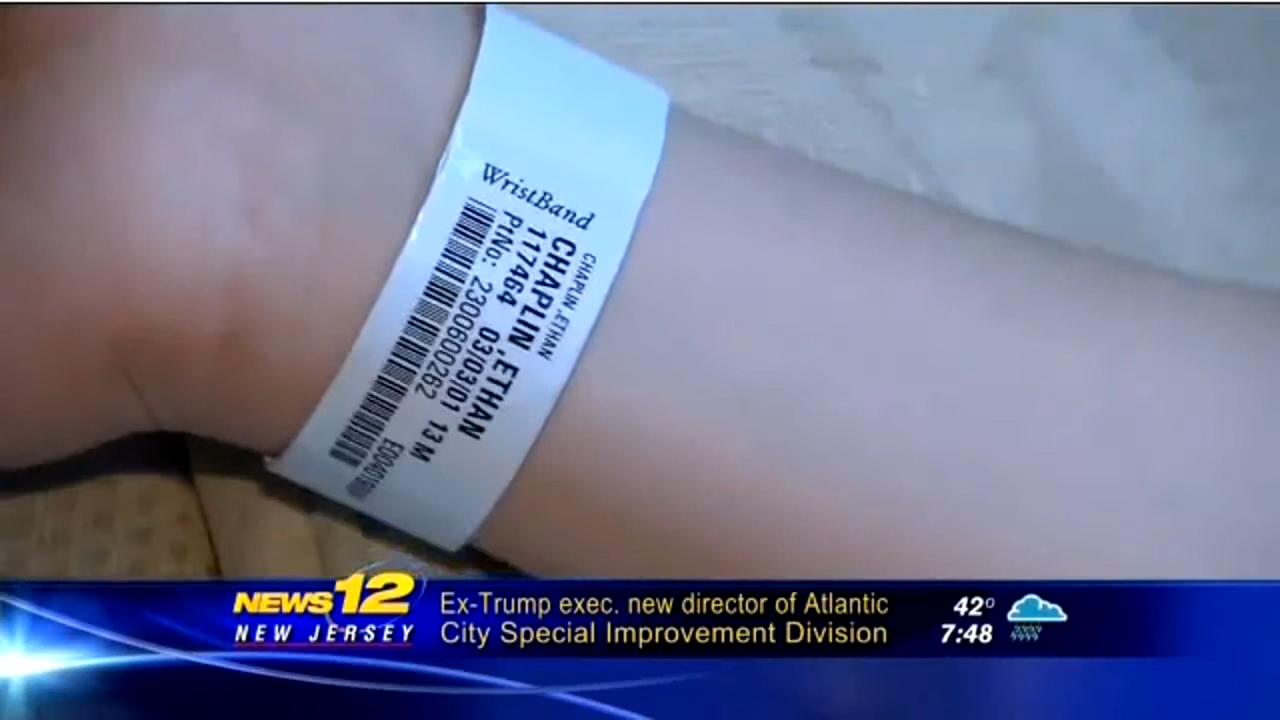 WristBand
CHAPLIN,ETHAN
CHAPLIN,ETHAN
117464 03/03/01 13 M
PtNo: 2300600262
NEWS 12
NEW JERSEY
Ex-Trump exec. new director of Atlantic
City Special Improvement Division
42°
7:48